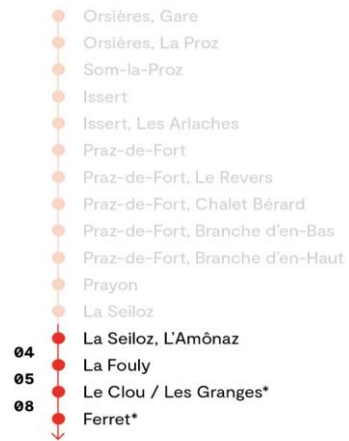 Orsières, Gare
Orsières, La Proz
Som-la-Proz
Issert
Issert, Les Arlaches
Praz-de-Fort
Praz-de-Fort, Le Revers
Praz-de-Fort, Chalet Bérard
Praz-de-Fort, Branche d'en-Bas
Praz-de-Fort, Branche d'en-Haut
Prayon
La Seiloz
La Seiloz, L'Amônaz
04
La Fouly
05
Le Clou / Les Granges*
08
Ferret*